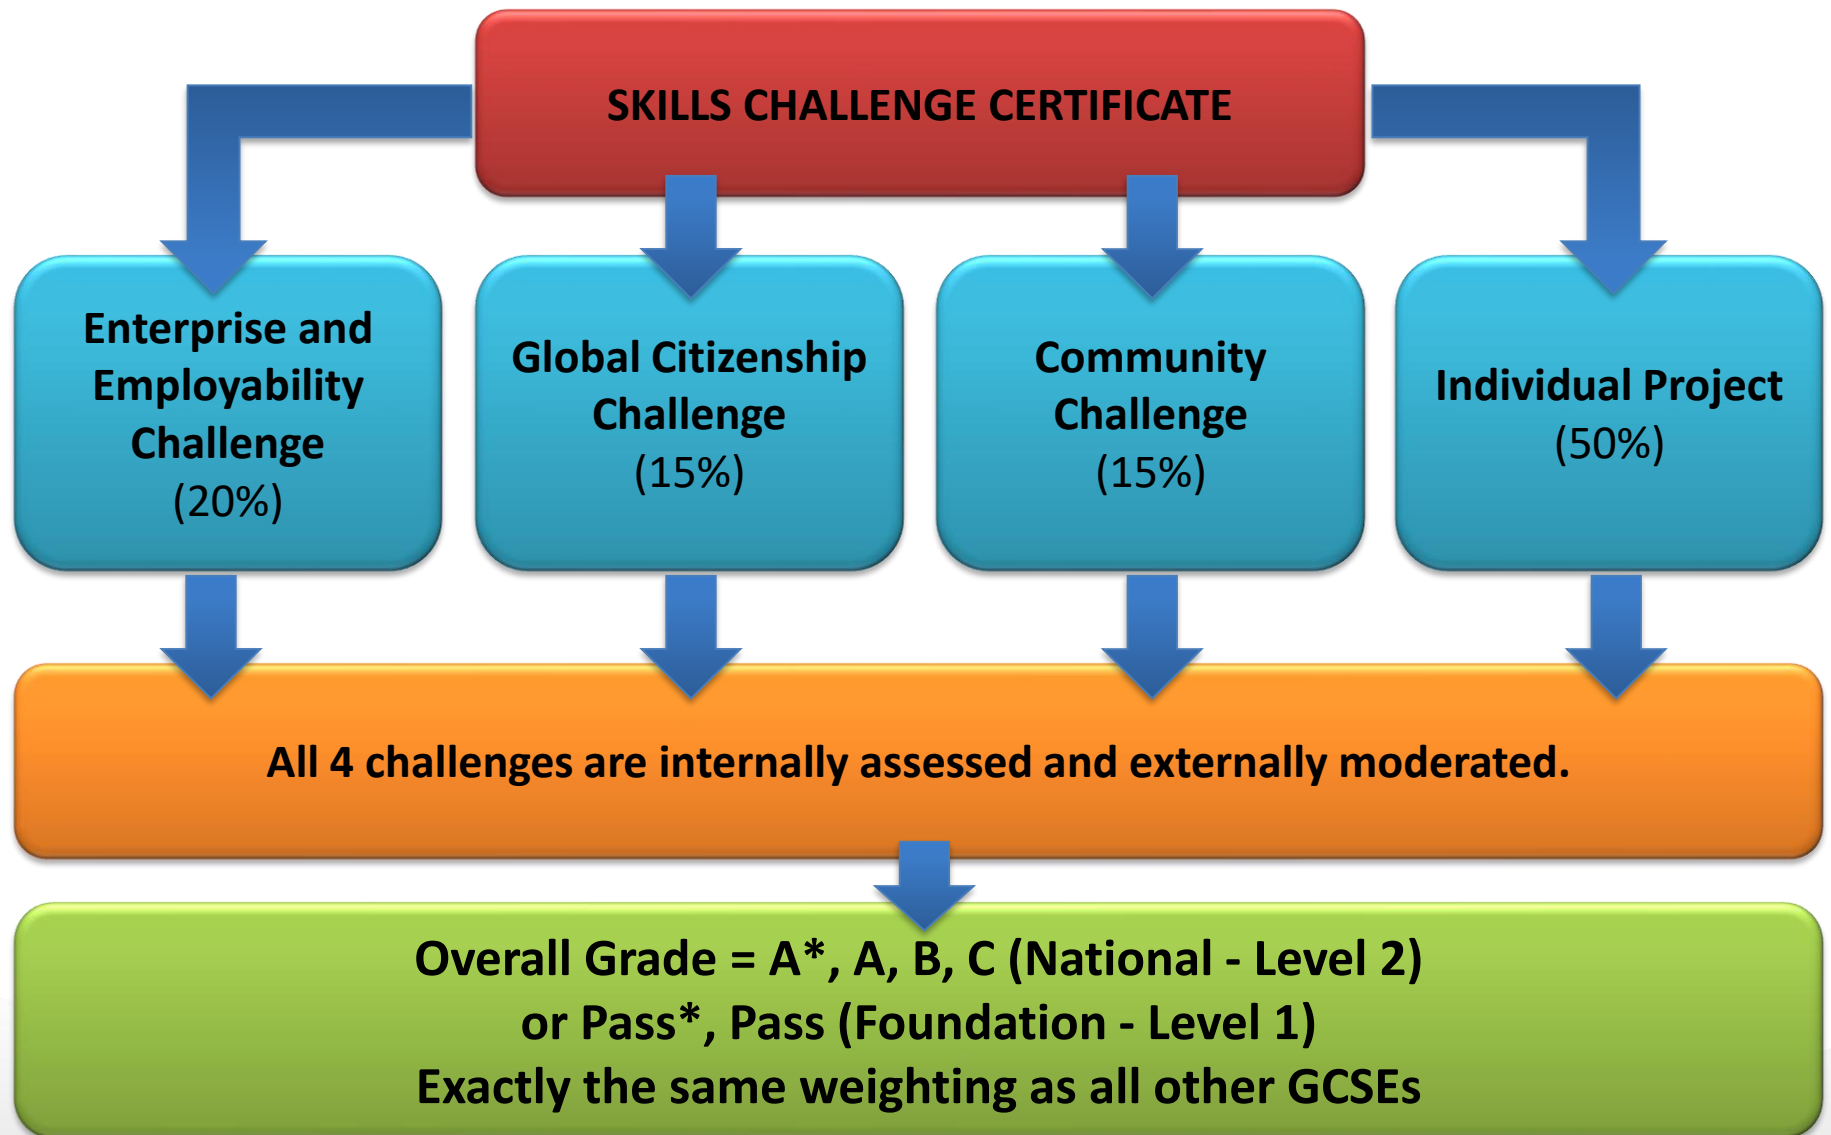 SKILLS CHALLENGE CERTIFICATE
Enterprise and
Employability
Challenge
(20%)
Global Citizenship
Challenge
(15%)
Community
Challenge
(15%)
Individual Project
(50%)
All 4 challenges are internally assessed and externally moderated.
Overall Grade = A*, A, B, C (National - Level 2)
or Pass*, Pass (Foundation - Level 1)
Exactly the same weighting as all other GCSEs